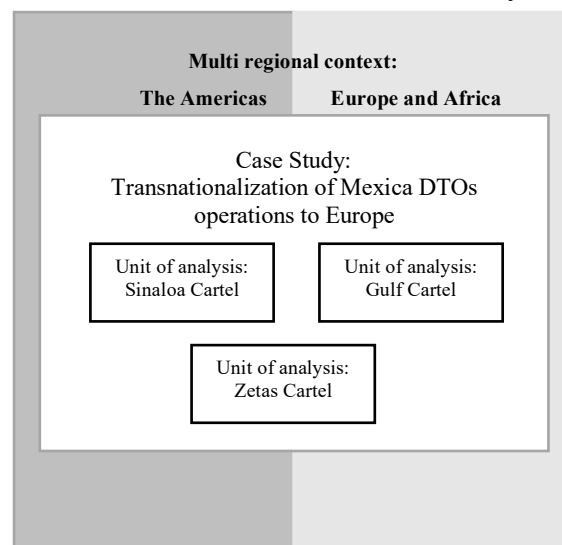 Multi regional context:
The Americas Europe and Africa
Case Study:
Transnationalization of Mexica DTOs
operations to Europe
Unit of analysis:
Sinaloa Cartel
Unit of analysis:
Gulf Cartel
Unit of analysis:
Zetas Cartel